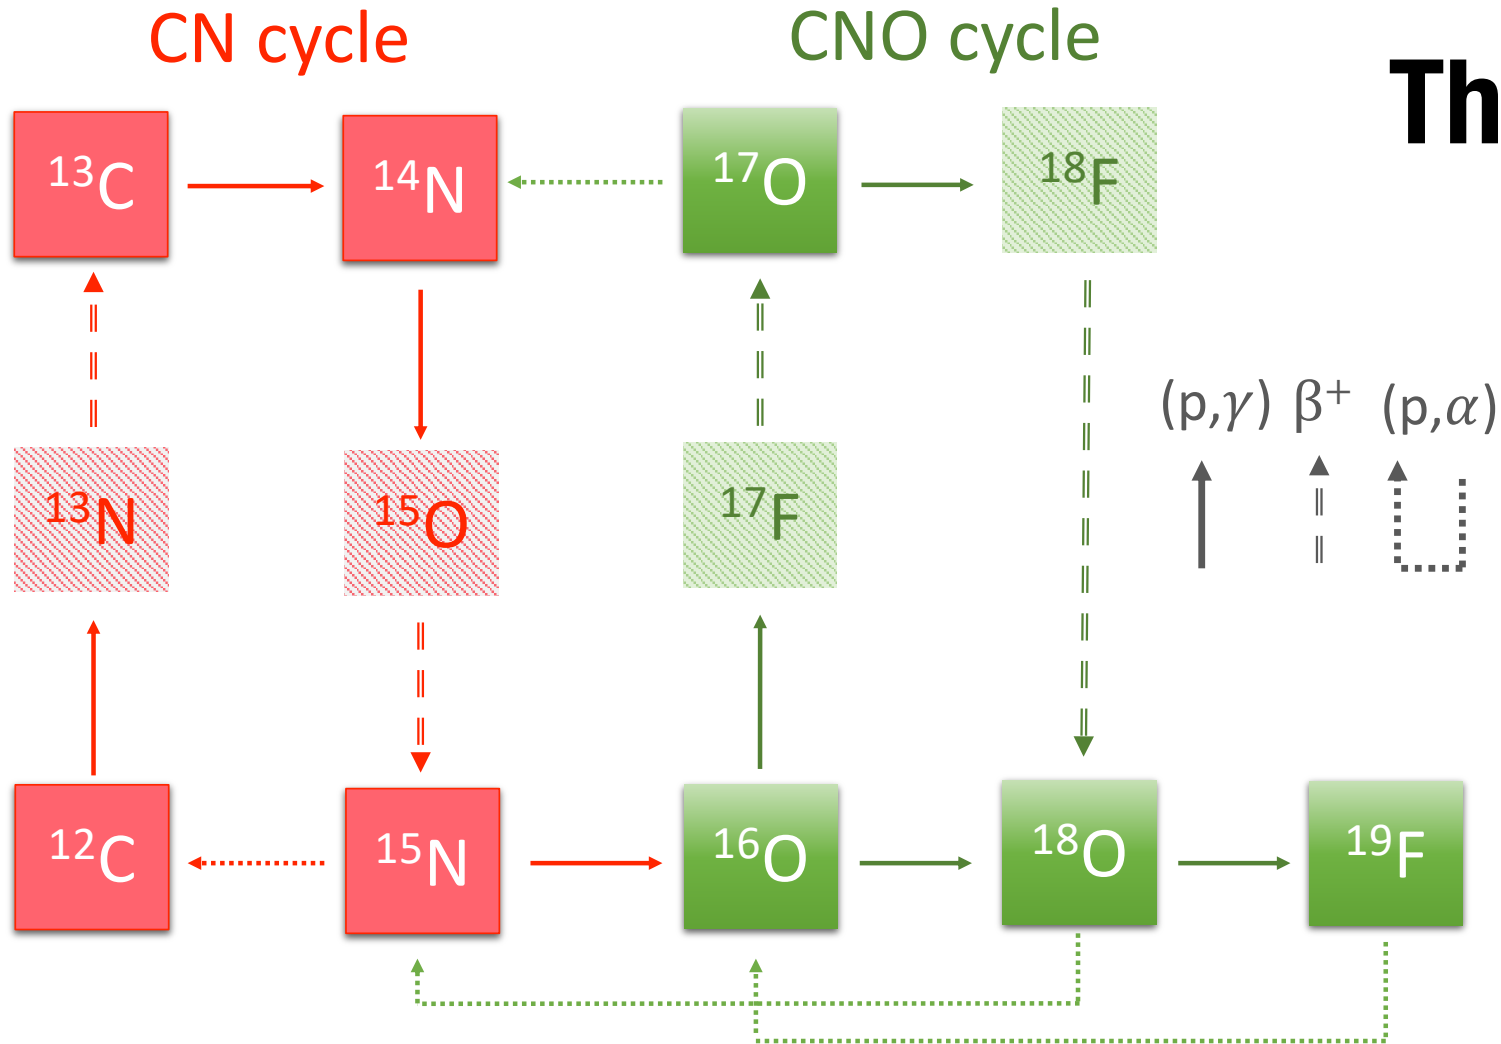 CN cycle
CNO cycle
Th
¹³C
¹⁴N
¹⁷O
¹⁸F
(p,γ) β⁺ (p,α)
¹³N
¹⁵O
¹⁷F
¹²C
¹⁵N
¹⁶O
¹⁸O
¹⁹F